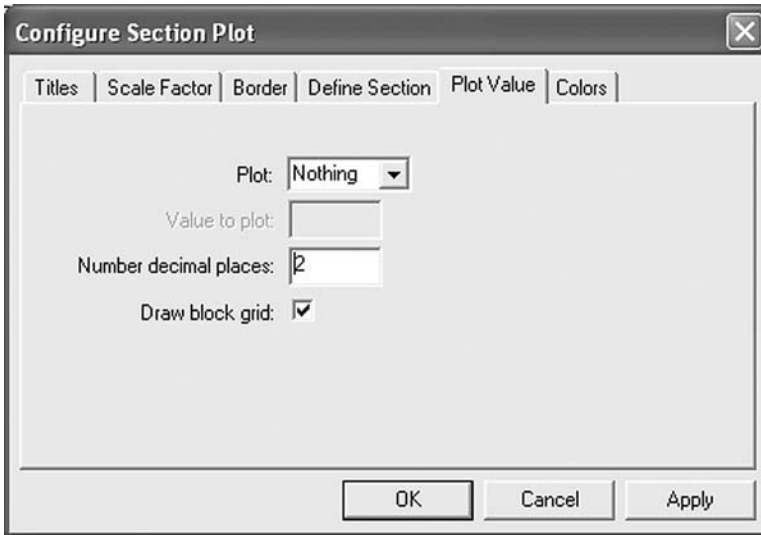 Configure Section Plot
Titles Scale Factor Border Define Section Plot Value Colors
Plot: Nothing
Value to plot:
Number decimal places: 2
Draw block grid:
OK Cancel Apply